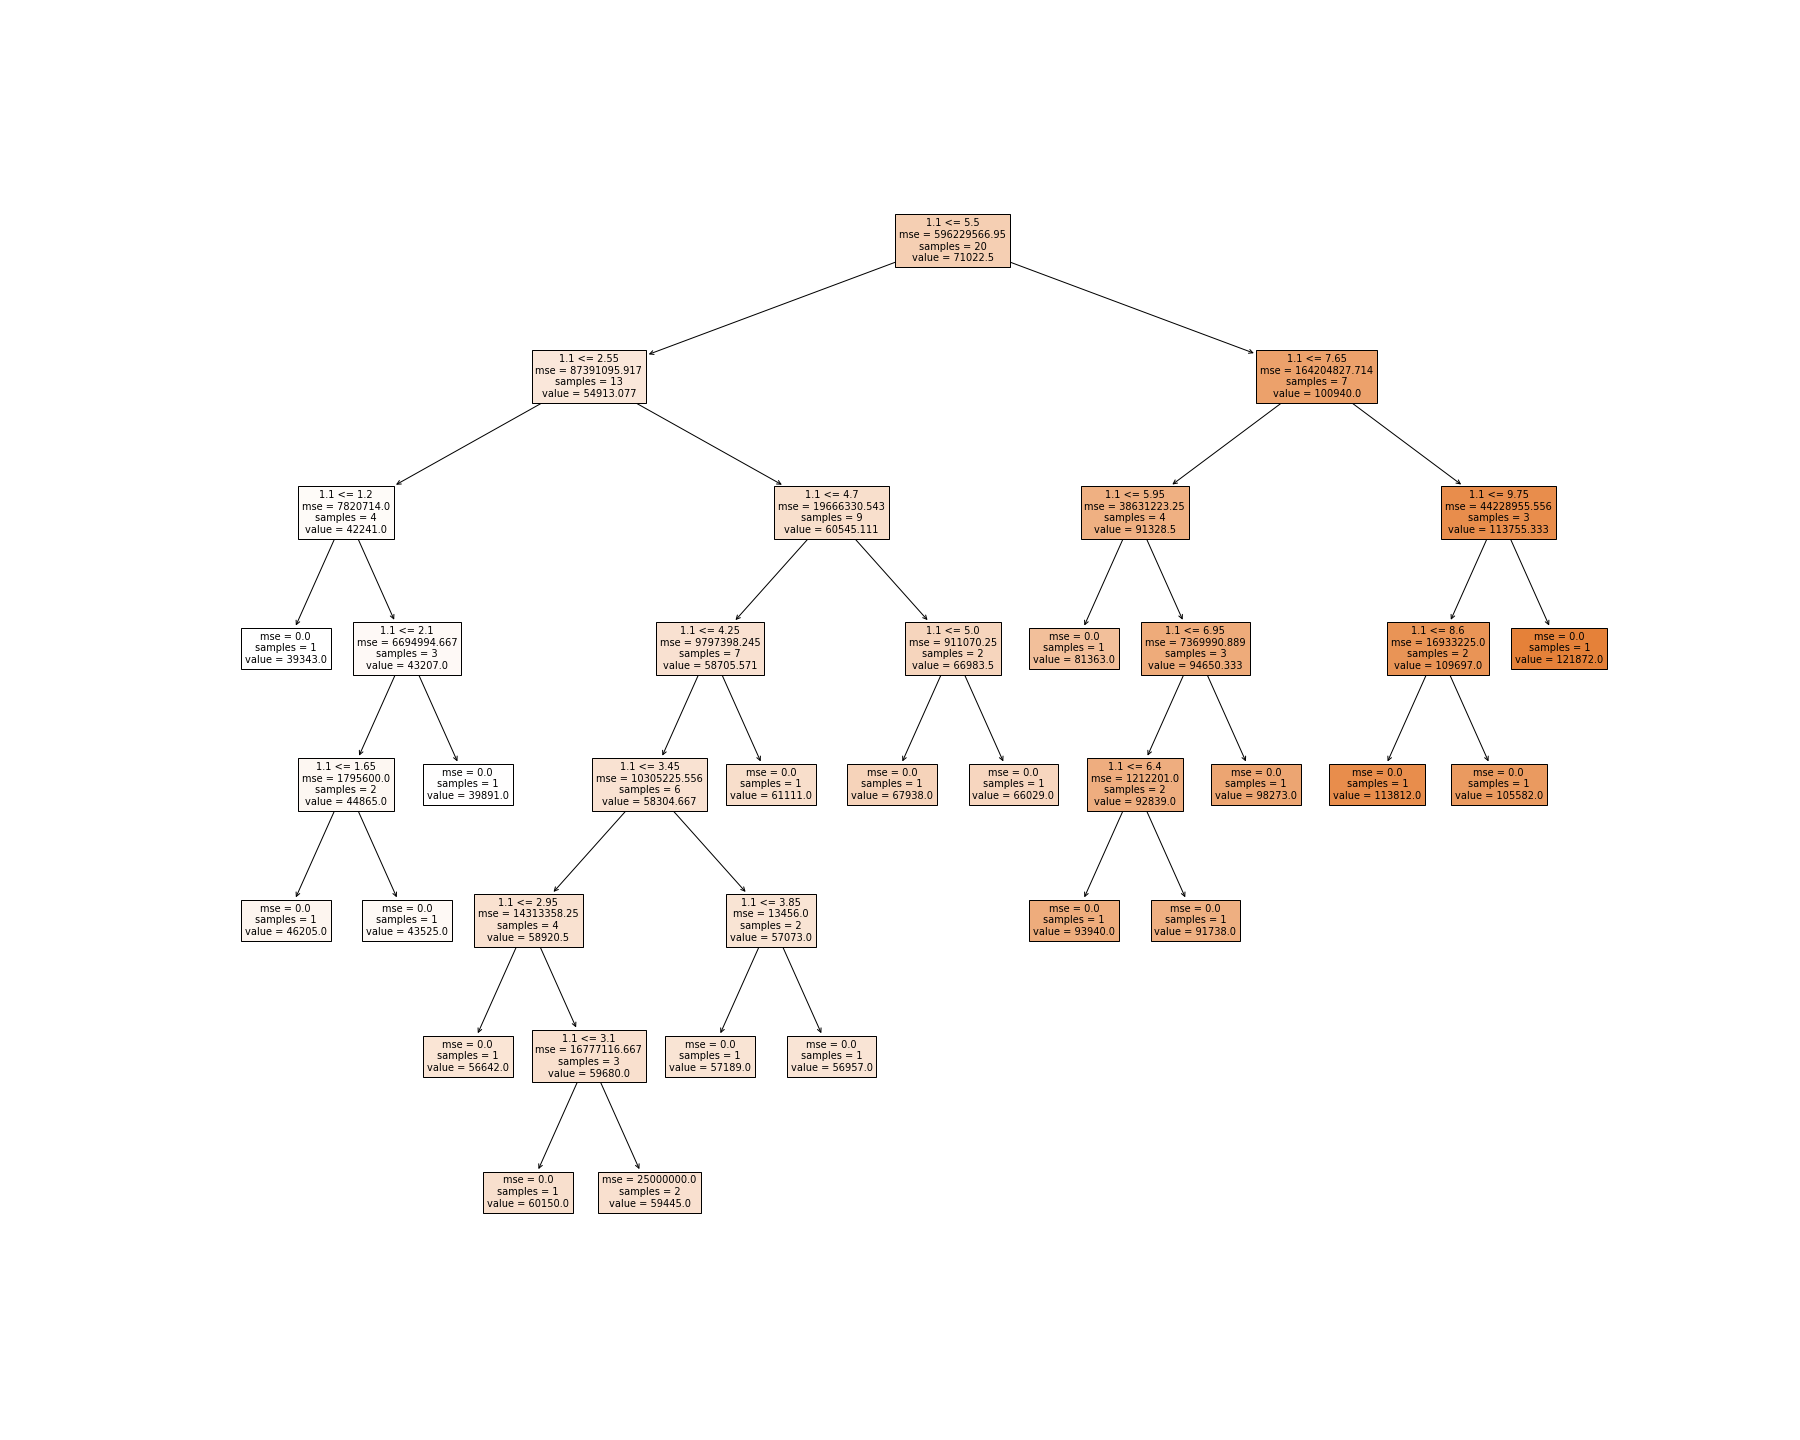 1.1 <= 5.5
mse = 596229566.95
samples = 20
value = 71022.5
1.1 <= 2.55
mse = 87391095.917
samples = 13
value = 54913.077
1.1 <= 7.65
mse = 164204827.714
samples = 7
value = 100940.0
1.1 <= 1.2
mse = 7820714.0
samples = 4
value = 42241.0
1.1 <= 4.7
mse = 19666330.543
samples = 9
value = 60545.111
1.1 <= 5.95
mse = 38631223.25
samples = 4
value = 91328.5
1.1 <= 9.75
mse = 44228955.556
samples = 3
value = 113755.333
mse = 0.0
samples = 1
value = 39343.0
1.1 <= 2.1
mse = 6694994.667
samples = 3
value = 43207.0
1.1 <= 4.25
mse = 9797398.245
samples = 7
value = 58705.571
1.1 <= 5.0
mse = 911070.25
samples = 2
value = 66983.5
mse = 0.0
samples = 1
value = 81363.0
1.1 <= 6.95
mse = 7369990.889
samples = 3
value = 94650.333
1.1 <= 8.6
mse = 16933225.0
samples = 2
value = 109697.0
mse = 0.0
samples = 1
value = 121872.0
1.1 <= 1.65
mse = 1795600.0
samples = 2
value = 44865.0
mse = 0.0
samples = 1
value = 39891.0
1.1 <= 3.45
mse = 10305225.556
samples = 6
value = 58304.667
mse = 0.0
samples = 1
value = 61111.0
mse = 0.0
samples = 1
value = 67938.0
mse = 0.0
samples = 1
value = 66029.0
1.1 <= 6.4
mse = 1212201.0
samples = 2
value = 92839.0
mse = 0.0
samples = 1
value = 98273.0
mse = 0.0
samples = 1
value = 113812.0
mse = 0.0
samples = 1
value = 105582.0
mse = 0.0
samples = 1
value = 46205.0
mse = 0.0
samples = 1
value = 43525.0
1.1 <= 2.95
mse = 14313358.25
samples = 4
value = 58920.5
1.1 <= 3.85
mse = 13456.0
samples = 2
value = 57073.0
mse = 0.0
samples = 1
value = 93940.0
mse = 0.0
samples = 1
value = 91738.0
mse = 0.0
samples = 1
value = 56642.0
1.1 <= 3.1
mse = 16777116.667
samples = 3
value = 59680.0
mse = 0.0
samples = 1
value = 57189.0
mse = 0.0
samples = 1
value = 56957.0
mse = 0.0
samples = 1
value = 60150.0
mse = 25000000.0
samples = 2
value = 59445.0